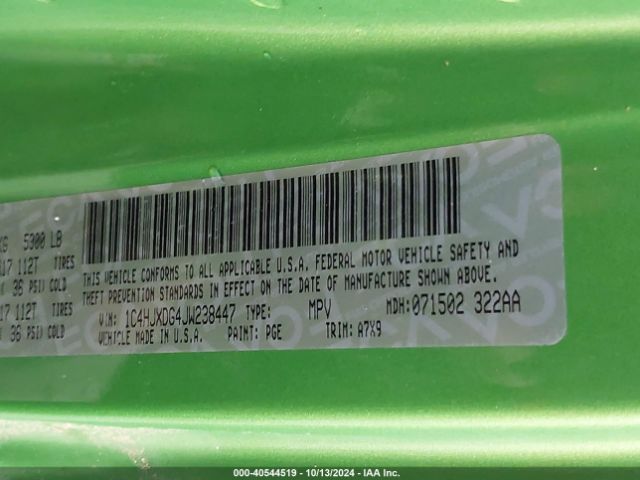 KG 5300 LB
17 112T TIRES
36 PSI/COLD
17 112T TIRES
36 PSI/COLD
THIS VEHICLE CONFORMS TO ALL APPLICABLE U.S.A. FEDERAL MOTOR VEHICLE SAFETY AND
THEFT PREVENTION STANDARDS IN EFFECT ON THE DATE OF MANUFACTURE SHOWN ABOVE.
VIN: 1C4HJXDG4JW238447 TYPE: MPV MDH:071502 322AA
VEHICLE MADE IN U.S.A. PAINT: PGE TRIM: A7X9
000-40544519 | 10/13/2024 - IAA Inc.